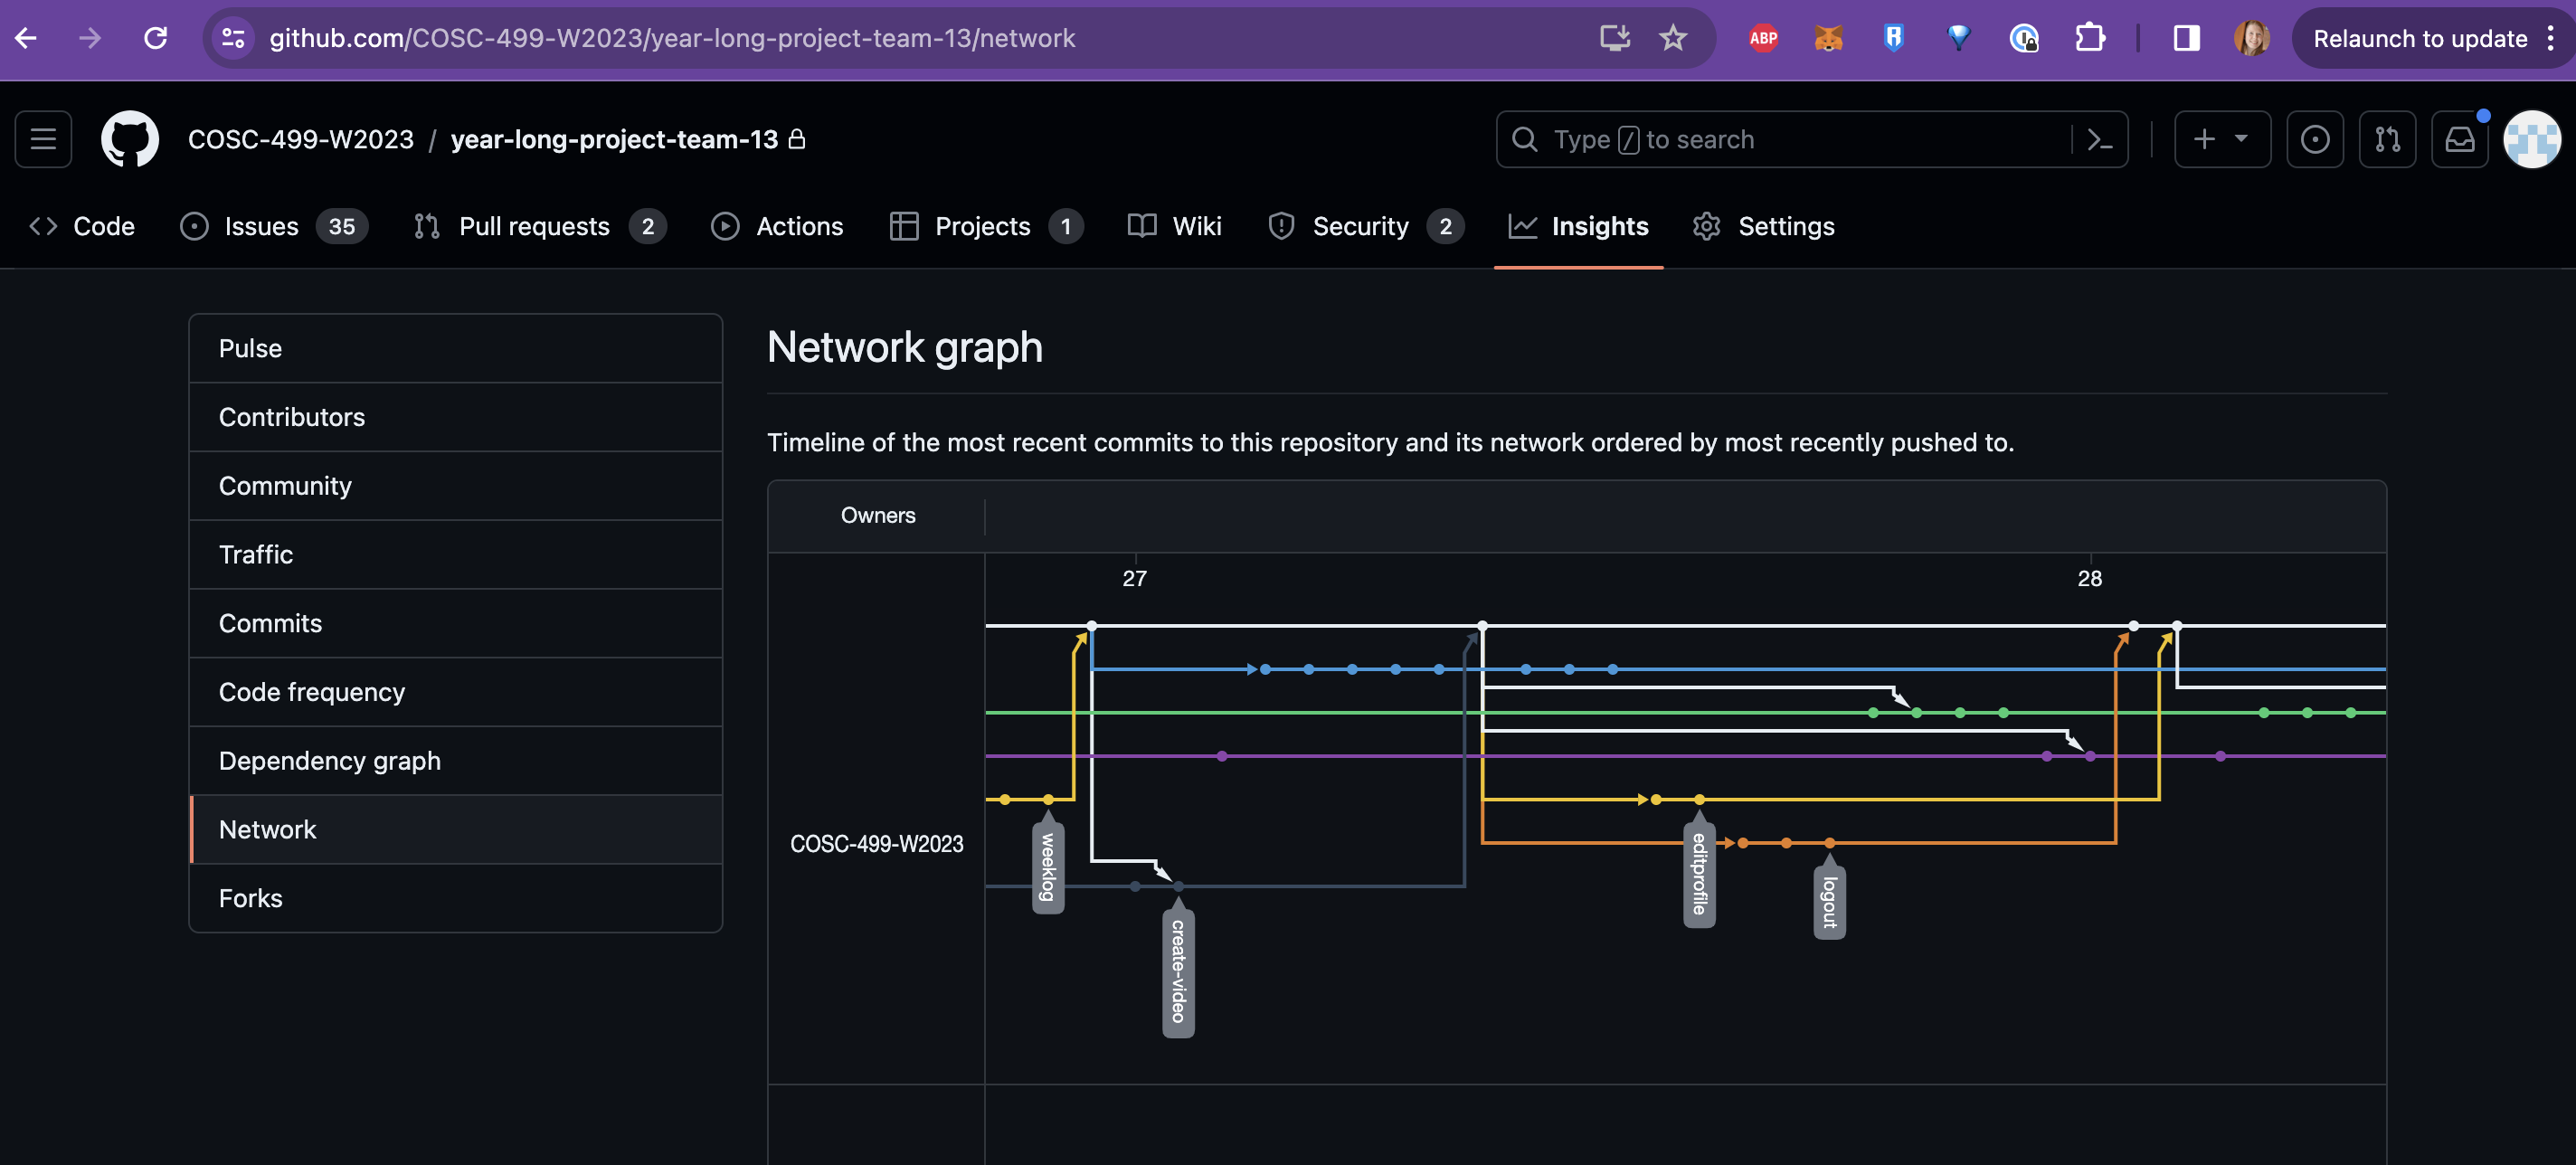 github.com/COSC-499-W2023/year-long-project-team-13/network
ABP
Relaunch to update
COSC-499-W2023 / year-long-project-team-13
Type / to search
Code
Issues 35
Pull requests 2
Actions
Projects 1
Wiki
Security 2
Insights
Settings
Pulse
Contributors
Community
Traffic
Commits
Code frequency
Dependency graph
Network
Forks
Network graph
Timeline of the most recent commits to this repository and its network ordered by most recently pushed to.
Owners
27
28
COSC-499-W2023
weeklog
create-video
editprofile
logout